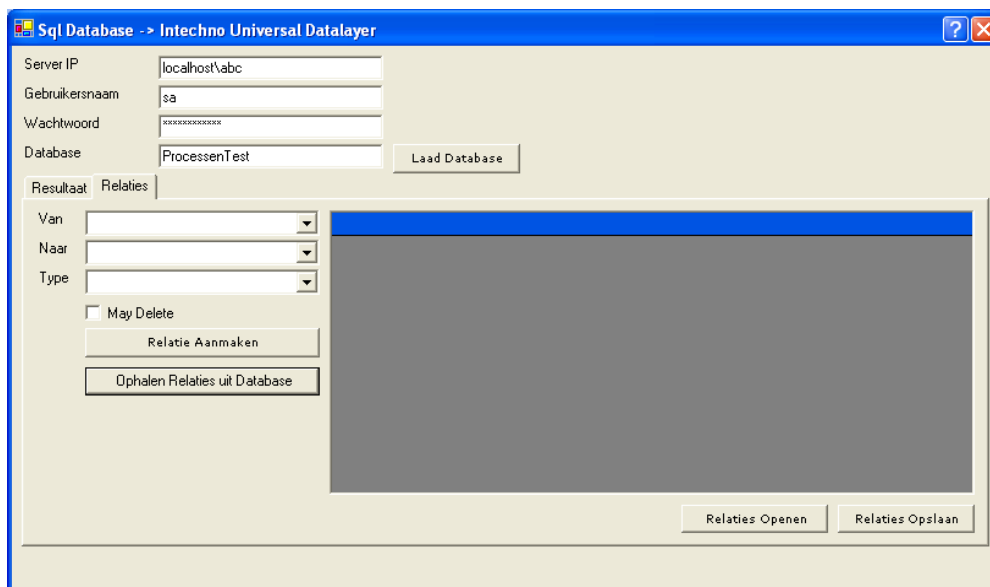 Sql Database -> Intechno Universal Datalayer
Server IP
localhost\abc
Gebruikersnaam
sa
Wachtwoord
************
Database
ProcessenTest
Laad Database
Resultaat
Relaties
Van
Naar
Type
May Delete
Relatie Aanmaken
Ophalen Relaties uit Database
Relaties Openen
Relaties Opslaan